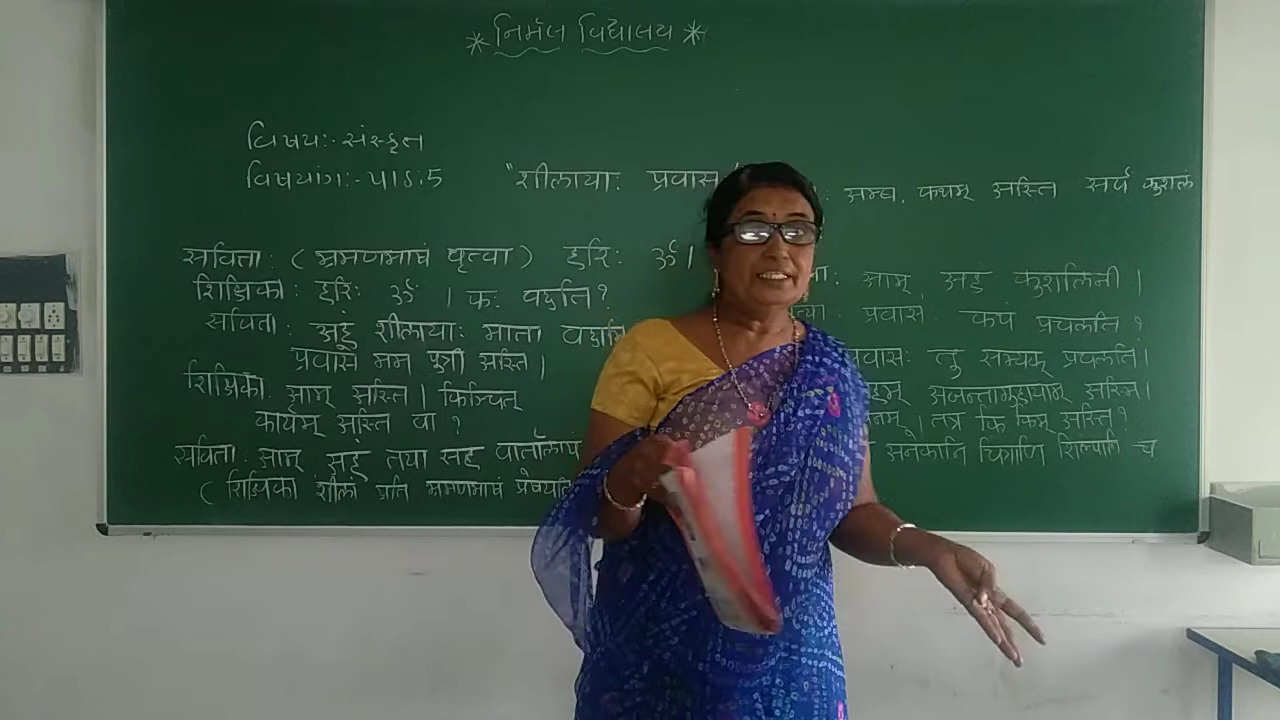 * निर्मल विद्यालय *
विषय:- संस्कृत
विषयांग:- पाठ.5
"शीलायाः प्रवास
सविता : ( भ्रमणभाषं धृत्वा ) हरिः ॐ।
शिक्षिका : हरिः ॐ । कः वदति ?
सविता : अहं शीलायाः माता वदति
प्रवासे मम पुत्री अस्ति ।
शिक्षिका आम् अस्ति । किञ्चित्
कार्यम् अस्ति वा ?
सविता: आम् अहं तया सह वार्तालापं
( शिक्षिका शीलां प्रति भ्रमणभाषं प्रेषयति
: अम्ब, कथम् अस्ति सर्वं कुशलं
आम् अहं कुशलिनी ।
प्रवासः कथं प्रचलति ?
प्रवासः तु सम्यक् प्रचलति।
अजन्तागुहायाम् अस्मि।
। तत्र किं किम् अस्ति ?
अनेकानि चित्राणि शिल्पानि च